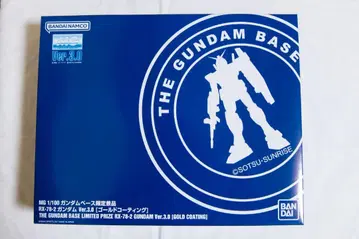 BANDAI NAMCO
MG
Ver.3.0
THE GUNDAM BASE
©SOTSU・SUNRISE
MG 1/100 ガンダムベース限定景品
RX-78-2 ガンダム Ver.3.0 [ゴールドコーティング]
THE GUNDAM BASE LIMITED PRIZE RX-78-2 GUNDAM Ver.3.0 [GOLD COATING]
BAN
DAI